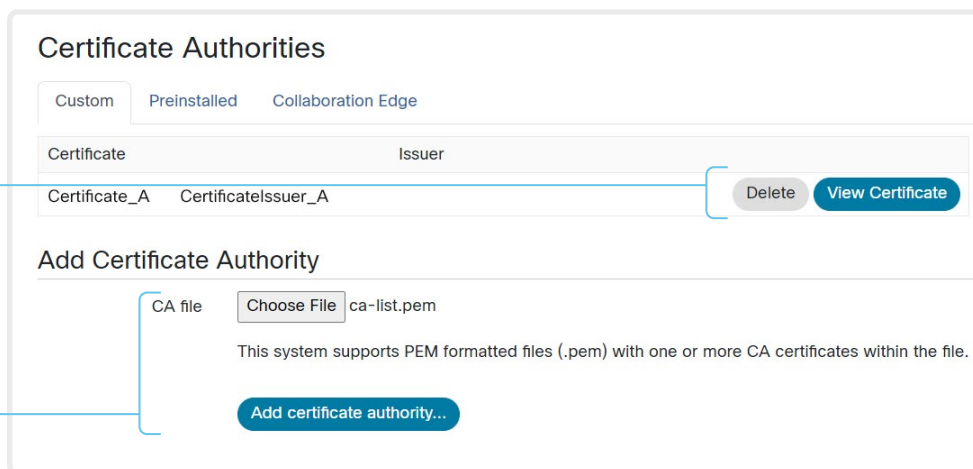 Certificate Authorities
Custom Preinstalled Collaboration Edge
Certificate Issuer
Certificate_A CertificateIssuer_A Delete View Certificate
Add Certificate Authority
CA file Choose File ca-list.pem
This system supports PEM formatted files (.pem) with one or more CA certificates within the file.
Add certificate authority...